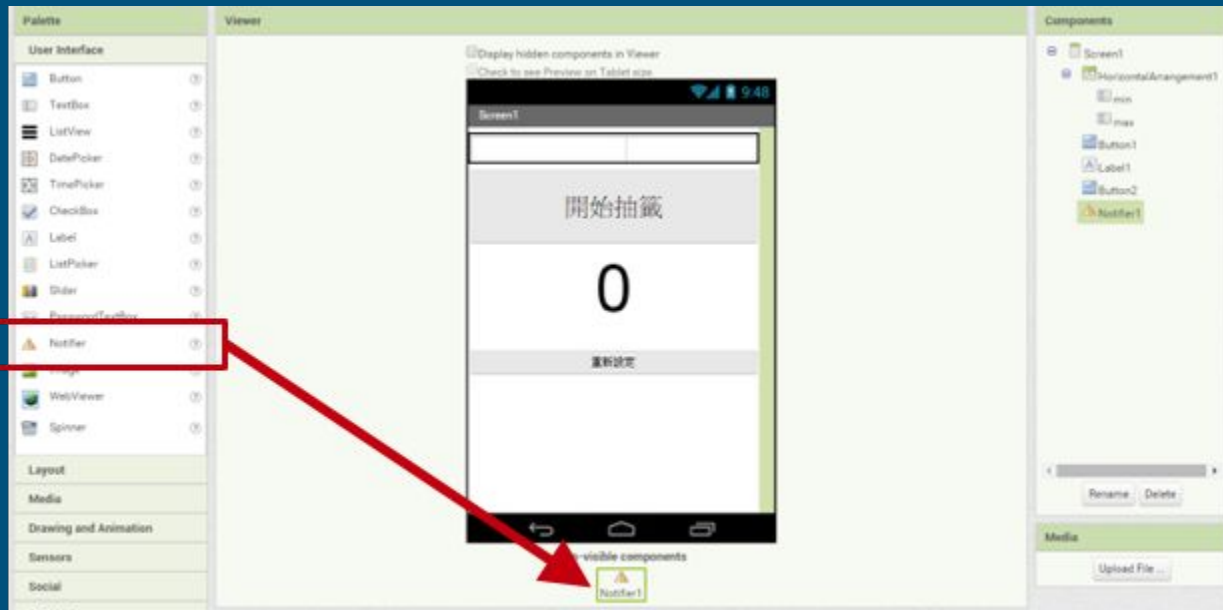 Palette
User Interface
Button
TextBox
ListView
DatePicker
TimePicker
CheckBox
Label
ListPicker
Slider
PasswordTextBox
Notifier
Image
WebViewer
Spinner
Layout
Media
Drawing and Animation
Sensors
Social
Viewer
Display hidden components in Viewer
Check to see Preview on Tablet size.
9:48
Screen1
開始抽籤
0
重新設定
-visible components
Notifier1
Components
Screen1
HorizontalArrangement1
min
max
Button1
Label1
Button2
Notifier1
Rename Delete
Media
Upload File ...